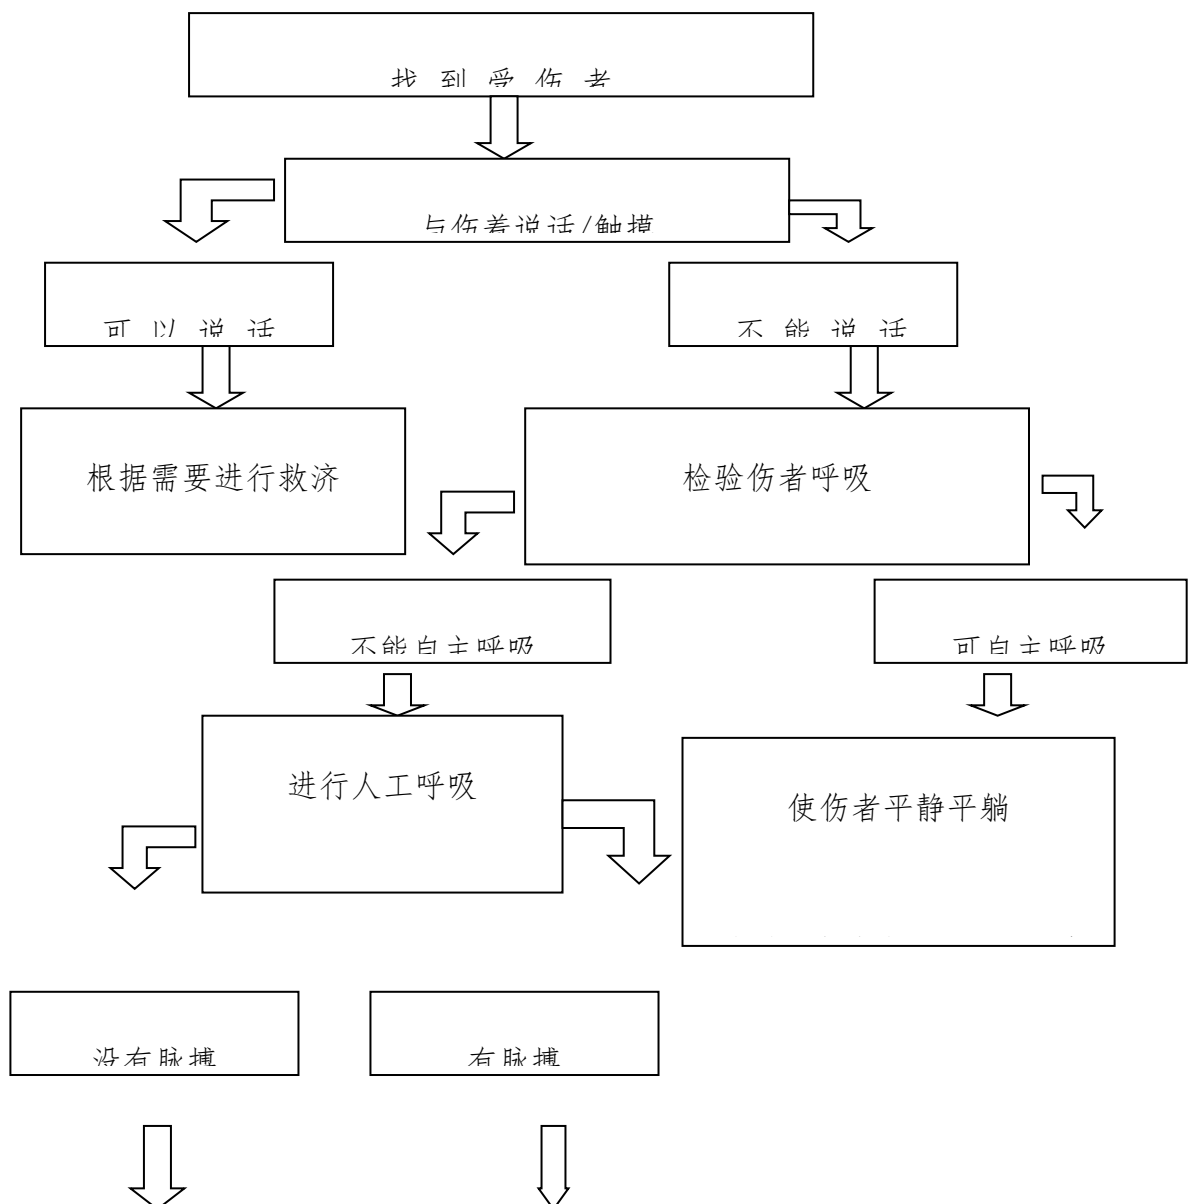 找到受伤者
与伤着说话/触摸
可以说话
不能说话
根据需要进行救济
检验伤者呼吸
不能自主呼吸
可自主呼吸
进行人工呼吸
使伤者平静平躺
没有脉搏
有脉搏